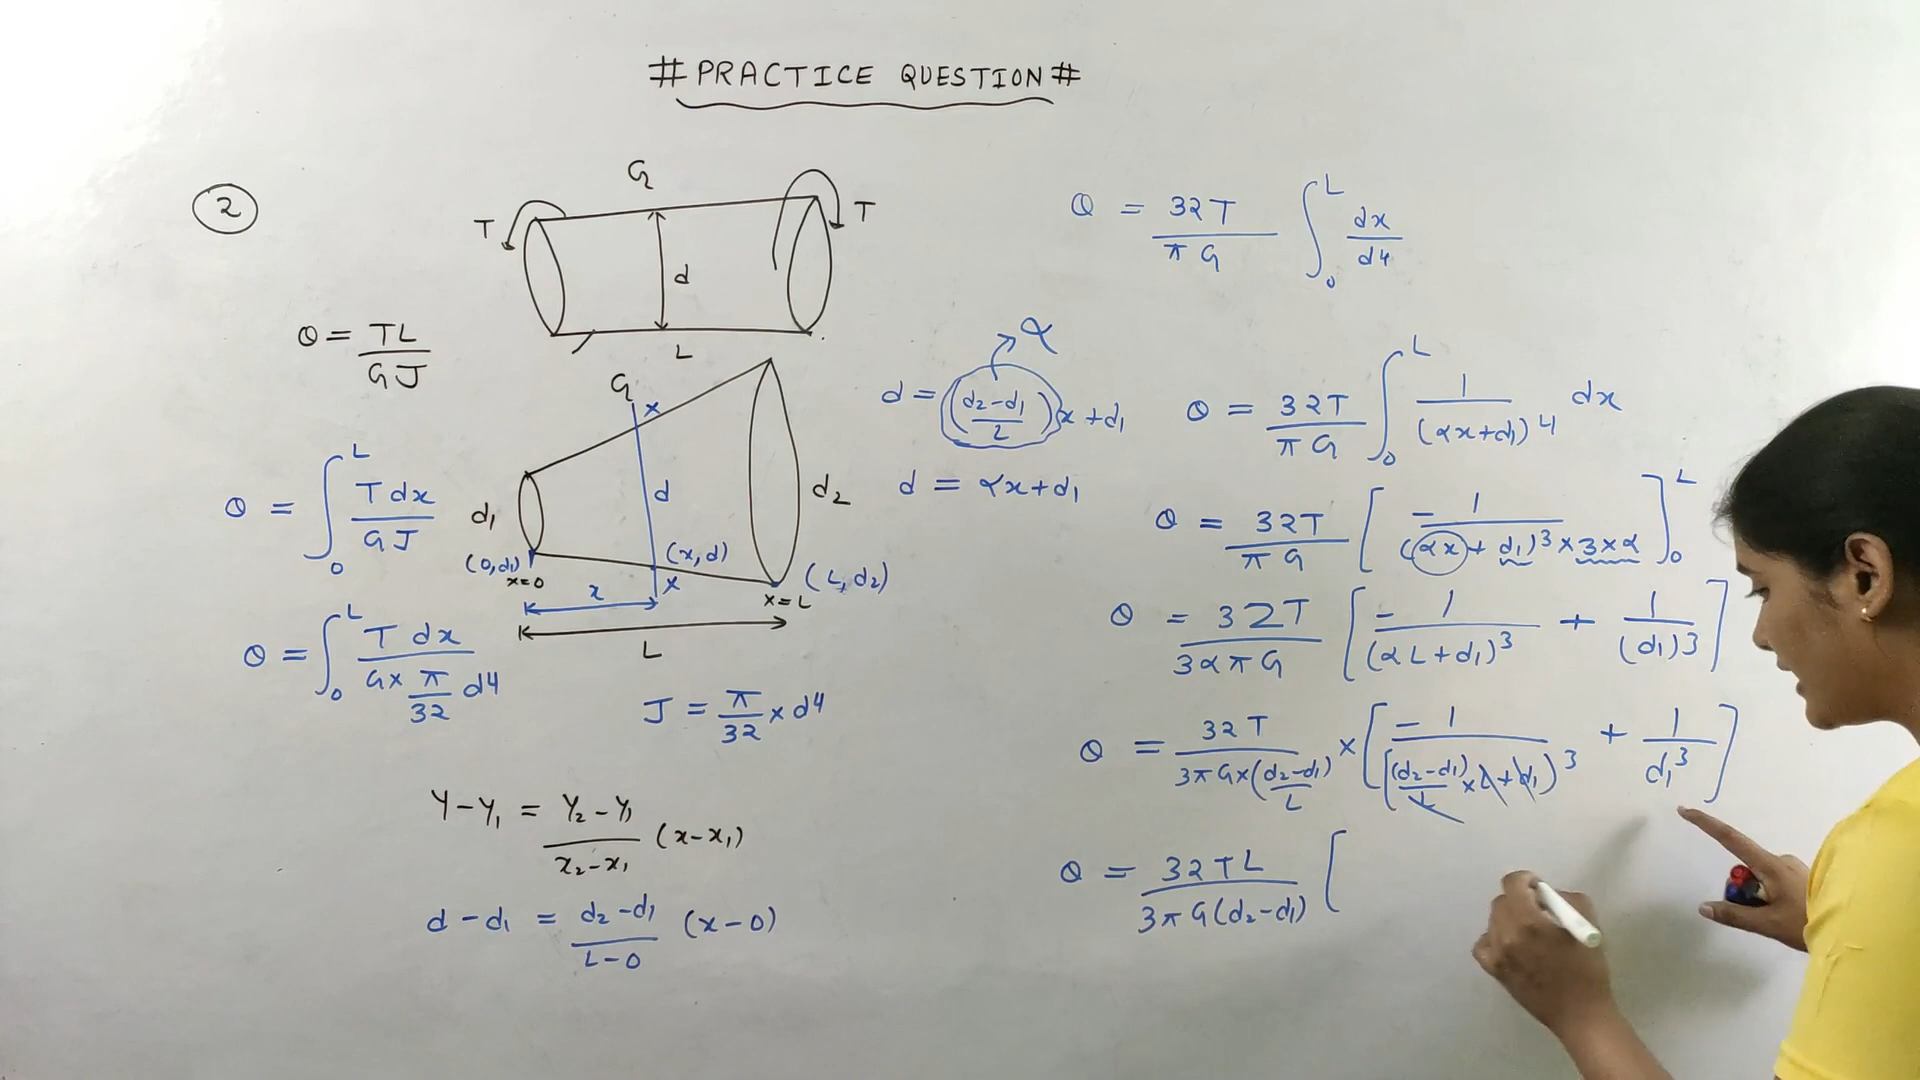 # PRACTICE QUESTION #
2
G
T
T
d
L
θ = TL / GJ
G
x
d
d₁
d₂
(0,d₁)
x=0
(x,d)
x
x
x=L
(L,d₂)
L
θ = ∫₀ᴸ T dx / GJ
θ = ∫₀ᴸ T dx / G× π/32 d4
J = π/32 × d4
Y-Y₁ = Y₂-Y₁ / x₂-x₁ (x-x₁)
d-d₁ = d₂-d₁ / L-0 (x-0)
α
d = (d₂-d₁ / 2)x+d₁
d = αx+d₁
θ = 32T / πG ∫₀ᴸ dx / d4
θ = 32T / πG ∫₀ᴸ 1 / (αx+d₁)4 dx
θ = 32T / πG [ -1 / (αx+d₁)³×3×α ]₀ᴸ
θ = 32T / 3απG [ -1 / (αL+d₁)³ + 1 / (d₁)3 ]
θ = 32T / 3πG×(d₂-d₁)/L × [ -1 / [(d₂-d₁)/L ×L+d₁)³ + 1 / d₁³ ]
θ = 32TL / 3πG(d₂-d₁) [